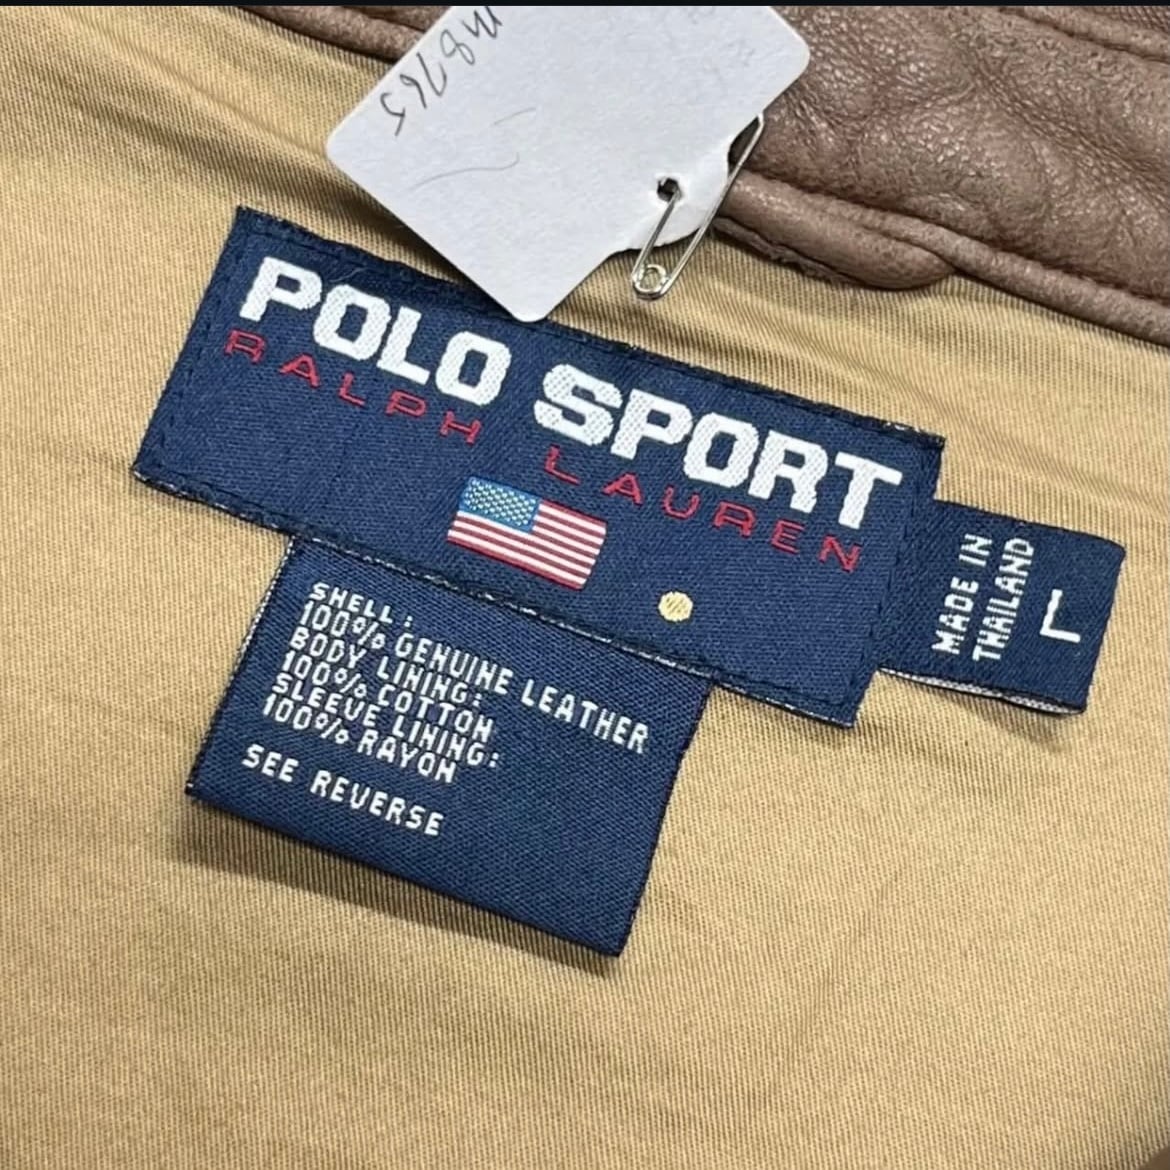 M8765
POLO SPORT
RALPH LAUREN
MADE IN
THAILAND
L
SHELL:
100% GENUINE LEATHER
BODY LINING:
100% COTTON
SLEEVE LINING:
100% RAYON
SEE REVERSE